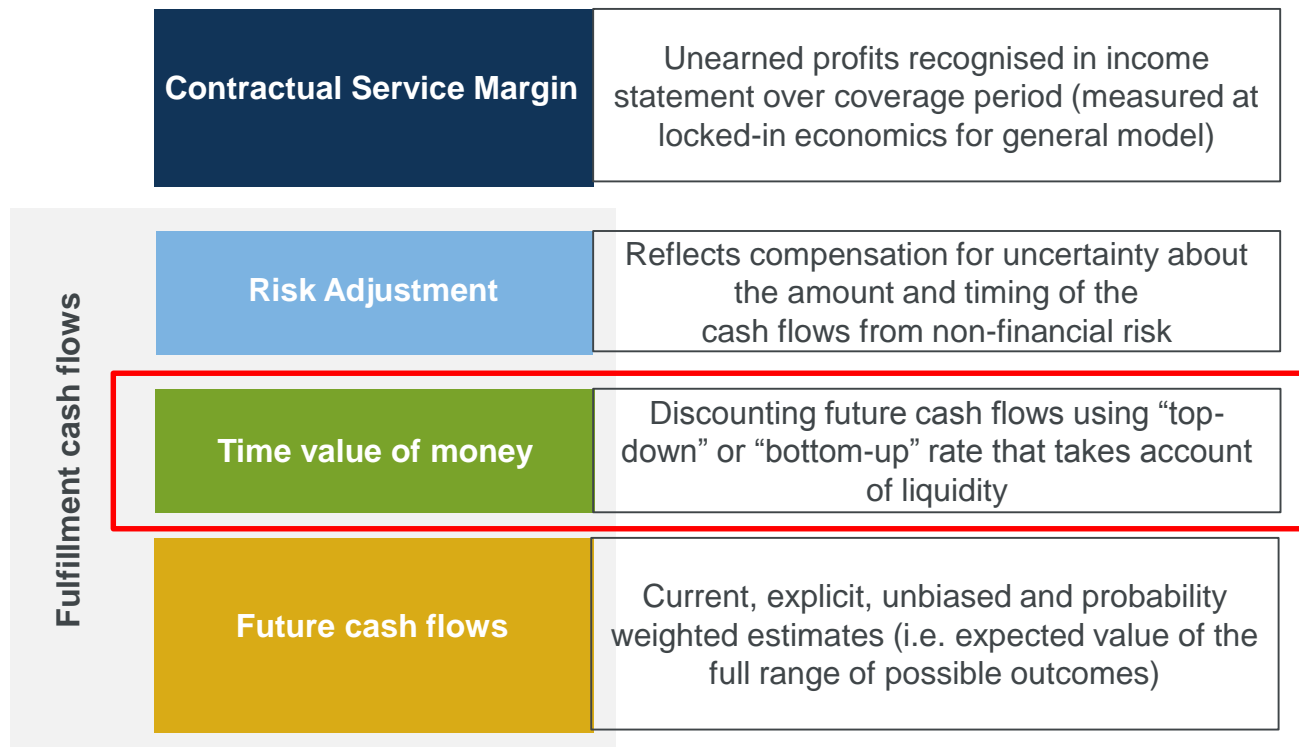 Contractual Service Margin
Unearned profits recognised in income
statement over coverage period (measured at
locked-in economics for general model)
Fulfillment cash flows
Risk Adjustment
Reflects compensation for uncertainty about
the amount and timing of the
cash flows from non-financial risk
Time value of money
Discounting future cash flows using “top-
down” or “bottom-up” rate that takes account
of liquidity
Future cash flows
Current, explicit, unbiased and probability
weighted estimates (i.e. expected value of the
full range of possible outcomes)